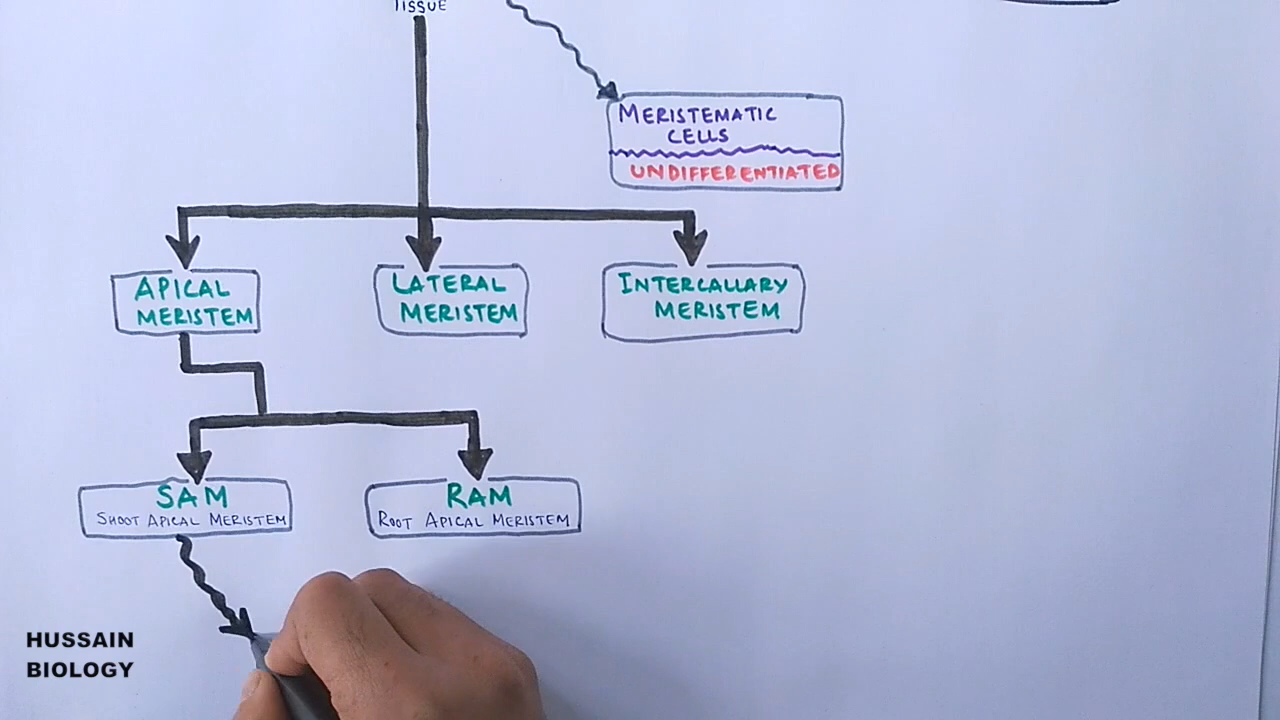 TISSUE
MERISTEMATIC
CELLS
UNDIFFERENTIATED
APICAL
MERISTEM
LATERAL
MERISTEM
INTERCALLARY
MERISTEM
SAM
SHOOT APICAL MERISTEM
RAM
ROOT APICAL MERISTEM
HUSSAIN
BIOLOGY